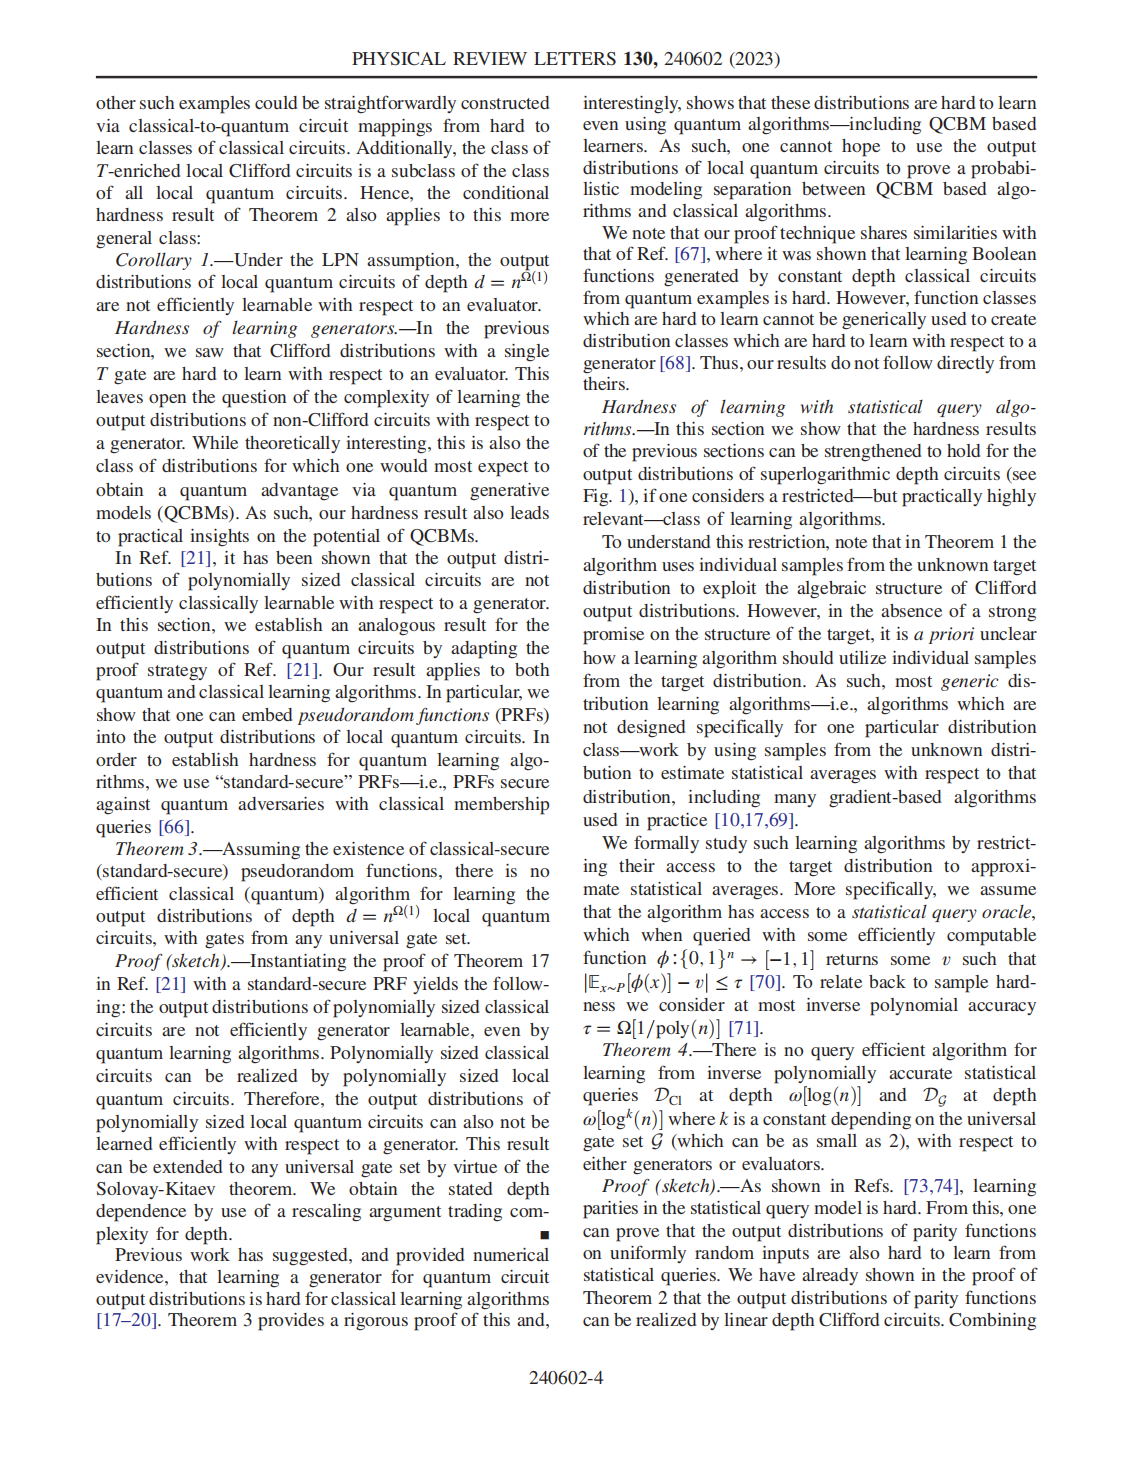 PHYSICAL REVIEW LETTERS 130, 240602 (2023)
other such examples could be straightforwardly constructed
via classical-to-quantum circuit mappings from hard to
learn classes of classical circuits. Additionally, the class of
T-enriched local Clifford circuits is a subclass of the class
of all local quantum circuits. Hence, the conditional
hardness result of Theorem 2 also applies to this more
general class:
Corollary 1.—Under the LPN assumption, the output
distributions of local quantum circuits of depth d = n^Ω(1)
are not efficiently learnable with respect to an evaluator.
Hardness of learning generators.—In the previous
section, we saw that Clifford distributions with a single
T gate are hard to learn with respect to an evaluator. This
leaves open the question of the complexity of learning the
output distributions of non-Clifford circuits with respect to
a generator. While theoretically interesting, this is also the
class of distributions for which one would most expect to
obtain a quantum advantage via quantum generative
models (QCBMs). As such, our hardness result also leads
to practical insights on the potential of QCBMs.
In Ref. [21], it has been shown that the output distri-
butions of polynomially sized classical circuits are not
efficiently classically learnable with respect to a generator.
In this section, we establish an analogous result for the
output distributions of quantum circuits by adapting the
proof strategy of Ref. [21]. Our result applies to both
quantum and classical learning algorithms. In particular, we
show that one can embed pseudorandom functions (PRFs)
into the output distributions of local quantum circuits. In
order to establish hardness for quantum learning algo-
rithms, we use “standard-secure” PRFs—i.e., PRFs secure
against quantum adversaries with classical membership
queries [66].
Theorem 3.—Assuming the existence of classical-secure
(standard-secure) pseudorandom functions, there is no
efficient classical (quantum) algorithm for learning the
output distributions of depth d = n^Ω(1) local quantum
circuits, with gates from any universal gate set.
Proof (sketch).—Instantiating the proof of Theorem 17
in Ref. [21] with a standard-secure PRF yields the follow-
ing: the output distributions of polynomially sized classical
circuits are not efficiently generator learnable, even by
quantum learning algorithms. Polynomially sized classical
circuits can be realized by polynomially sized local
quantum circuits. Therefore, the output distributions of
polynomially sized local quantum circuits can also not be
learned efficiently with respect to a generator. This result
can be extended to any universal gate set by virtue of the
Solovay-Kitaev theorem. We obtain the stated depth
dependence by use of a rescaling argument trading com-
plexity for depth. ■
Previous work has suggested, and provided numerical
evidence, that learning a generator for quantum circuit
output distributions is hard for classical learning algorithms
[17–20]. Theorem 3 provides a rigorous proof of this and,
interestingly, shows that these distributions are hard to learn
even using quantum algorithms—including QCBM based
learners. As such, one cannot hope to use the output
distributions of local quantum circuits to prove a probabi-
listic modeling separation between QCBM based algo-
rithms and classical algorithms.
We note that our proof technique shares similarities with
that of Ref. [67], where it was shown that learning Boolean
functions generated by constant depth classical circuits
from quantum examples is hard. However, function classes
which are hard to learn cannot be generically used to create
distribution classes which are hard to learn with respect to a
generator [68]. Thus, our results do not follow directly from
theirs.
Hardness of learning with statistical query algo-
rithms.—In this section we show that the hardness results
of the previous sections can be strengthened to hold for the
output distributions of superlogarithmic depth circuits (see
Fig. 1), if one considers a restricted—but practically highly
relevant—class of learning algorithms.
To understand this restriction, note that in Theorem 1 the
algorithm uses individual samples from the unknown target
distribution to exploit the algebraic structure of Clifford
output distributions. However, in the absence of a strong
promise on the structure of the target, it is a priori unclear
how a learning algorithm should utilize individual samples
from the target distribution. As such, most generic dis-
tribution learning algorithms—i.e., algorithms which are
not designed specifically for one particular distribution
class—work by using samples from the unknown distri-
bution to estimate statistical averages with respect to that
distribution, including many gradient-based algorithms
used in practice [10,17,69].
We formally study such learning algorithms by restrict-
ing their access to the target distribution to approxi-
mate statistical averages. More specifically, we assume
that the algorithm has access to a statistical query oracle,
which when queried with some efficiently computable
function ϕ:{0, 1}^n → [−1, 1] returns some v such that
|𝔼_x∼P[ϕ(x)] − v| ≤ τ [70]. To relate back to sample hard-
ness we consider at most inverse polynomial accuracy
τ = Ω[1/poly(n)] [71].
Theorem 4.—There is no query efficient algorithm for
learning from inverse polynomially accurate statistical
queries 𝒟_Cl at depth ω[log(n)] and 𝒟_𝒢 at depth
ω[log^k(n)] where k is a constant depending on the universal
gate set 𝒢 (which can be as small as 2), with respect to
either generators or evaluators.
Proof (sketch).—As shown in Refs. [73,74], learning
parities in the statistical query model is hard. From this, one
can prove that the output distributions of parity functions
on uniformly random inputs are also hard to learn from
statistical queries. We have already shown in the proof of
Theorem 2 that the output distributions of parity functions
can be realized by linear depth Clifford circuits. Combining
240602-4